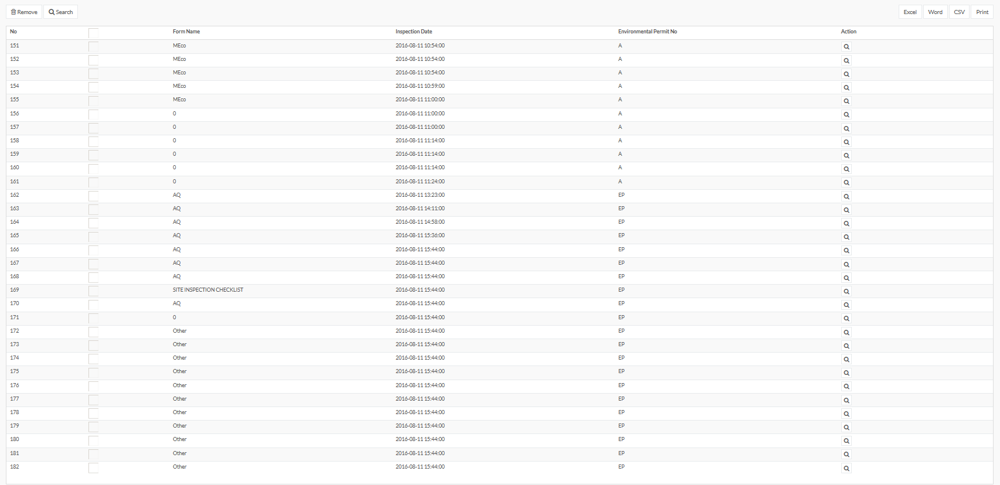 Remove Search Excel Word CSV Print
No Form Name Inspection Date Environmental Permit No Action
151 MEco 2016-08-11 10:54:00 A
152 MEco 2016-08-11 10:54:00 A
153 MEco 2016-08-11 10:54:00 A
154 MEco 2016-08-11 10:59:00 A
155 MEco 2016-08-11 11:00:00 A
156 0 2016-08-11 11:00:00 A
157 0 2016-08-11 11:00:00 A
158 0 2016-08-11 11:14:00 A
159 0 2016-08-11 11:14:00 A
160 0 2016-08-11 11:14:00 A
161 0 2016-08-11 11:24:00 A
162 AQ 2016-08-11 13:23:00 EP
163 AQ 2016-08-11 14:11:00 EP
164 AQ 2016-08-11 14:58:00 EP
165 AQ 2016-08-11 15:36:00 EP
166 AQ 2016-08-11 15:44:00 EP
167 AQ 2016-08-11 15:44:00 EP
168 AQ 2016-08-11 15:44:00 EP
169 SITE INSPECTION CHECKLIST 2016-08-11 15:44:00 EP
170 AQ 2016-08-11 15:44:00 EP
171 0 2016-08-11 15:44:00 EP
172 Other 2016-08-11 15:44:00 EP
173 Other 2016-08-11 15:44:00 EP
174 Other 2016-08-11 15:44:00 EP
175 Other 2016-08-11 15:44:00 EP
176 Other 2016-08-11 15:44:00 EP
177 Other 2016-08-11 15:44:00 EP
178 Other 2016-08-11 15:44:00 EP
179 Other 2016-08-11 15:44:00 EP
180 Other 2016-08-11 15:44:00 EP
181 Other 2016-08-11 15:44:00 EP
182 Other 2016-08-11 15:44:00 EP